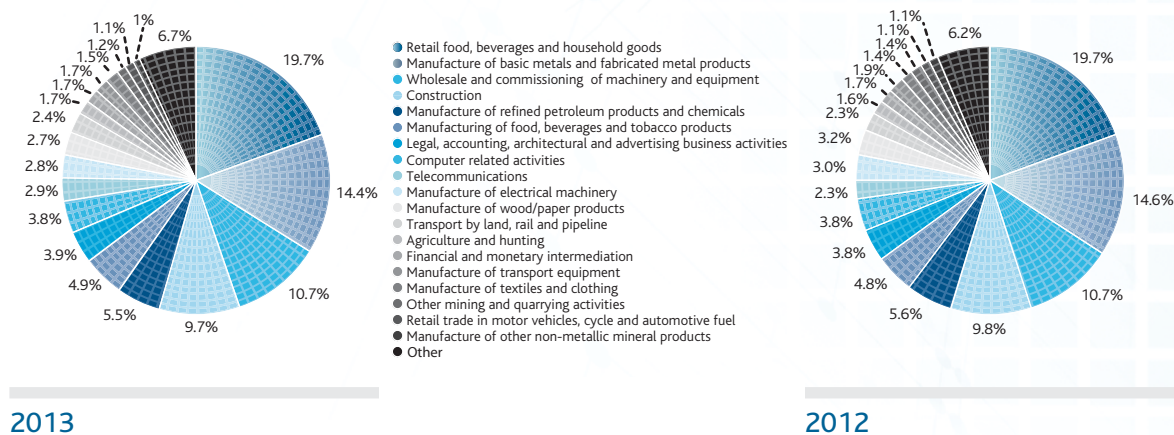 19.7%
14.4%
10.7%
9.7%
5.5%
4.9%
3.9%
3.8%
2.9%
2.8%
2.7%
2.4%
1.7%
1.7%
1.7%
1.5%
1.2%
1.1%
1%
6.7%
2013
Retail food, beverages and household goods
Manufacture of basic metals and fabricated metal products
Wholesale and commissioning of machinery and equipment
Construction
Manufacture of refined petroleum products and chemicals
Manufacturing of food, beverages and tobacco products
Legal, accounting, architectural and advertising business activities
Computer related activities
Telecommunications
Manufacture of electrical machinery
Manufacture of wood/paper products
Transport by land, rail and pipeline
Agriculture and hunting
Financial and monetary intermediation
Manufacture of transport equipment
Manufacture of textiles and clothing
Other mining and quarrying activities
Retail trade in motor vehicles, cycle and automotive fuel
Manufacture of other non-metallic mineral products
Other
19.7%
14.6%
10.7%
9.8%
5.6%
4.8%
3.8%
3.8%
2.3%
3.0%
3.2%
2.3%
1.6%
1.7%
1.9%
1.4%
1.4%
1.1%
1.1%
6.2%
2012